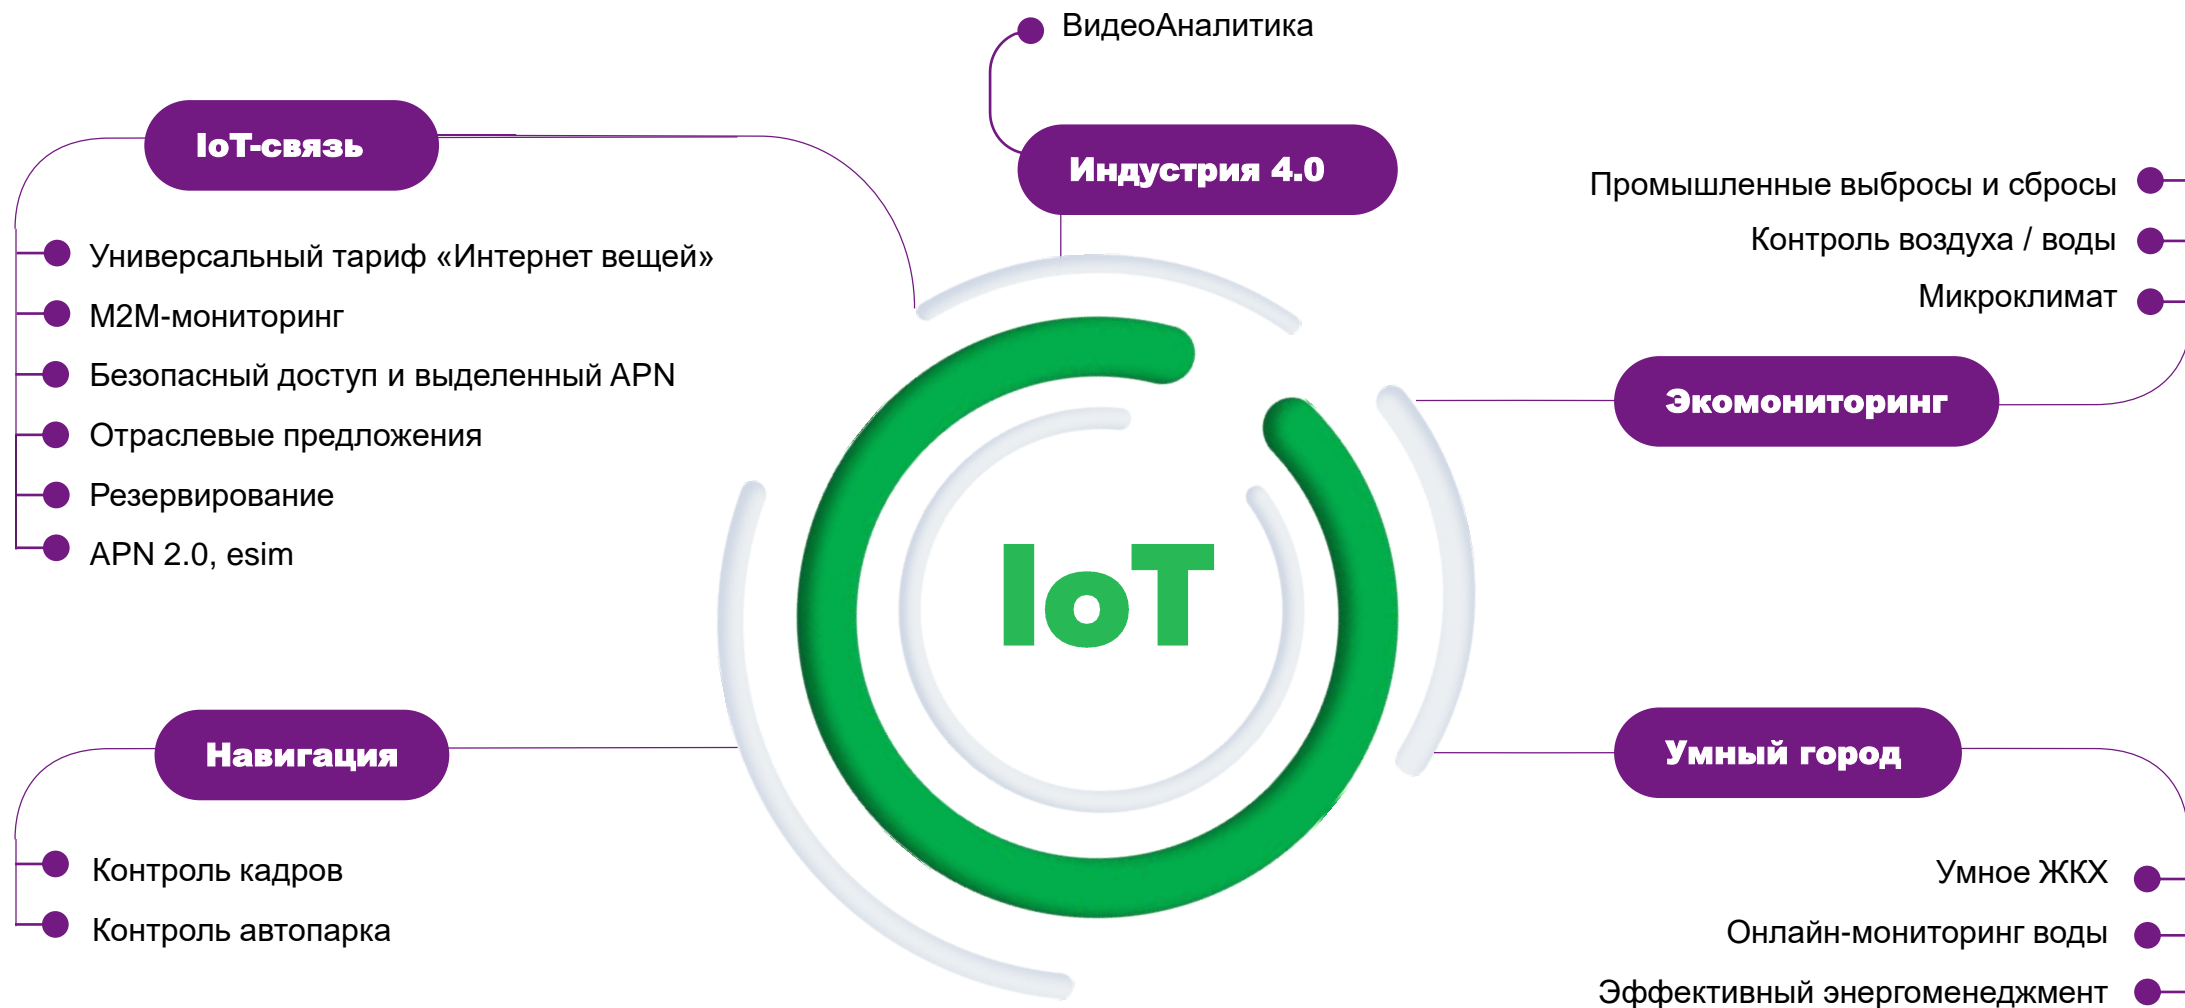 ВидеоАналитика
Индустрия 4.0
IoT-связь
Универсальный тариф «Интернет вещей»
М2М-мониторинг
Безопасный доступ и выделенный APN
Отраслевые предложения
Резервирование
APN 2.0, esim
Промышленные выбросы и сбросы
Контроль воздуха / воды
Микроклимат
Экомониторинг
IoT
Навигация
Контроль кадров
Контроль автопарка
Умный город
Умное ЖКХ
Онлайн-мониторинг воды
Эффективный энергоменеджмент